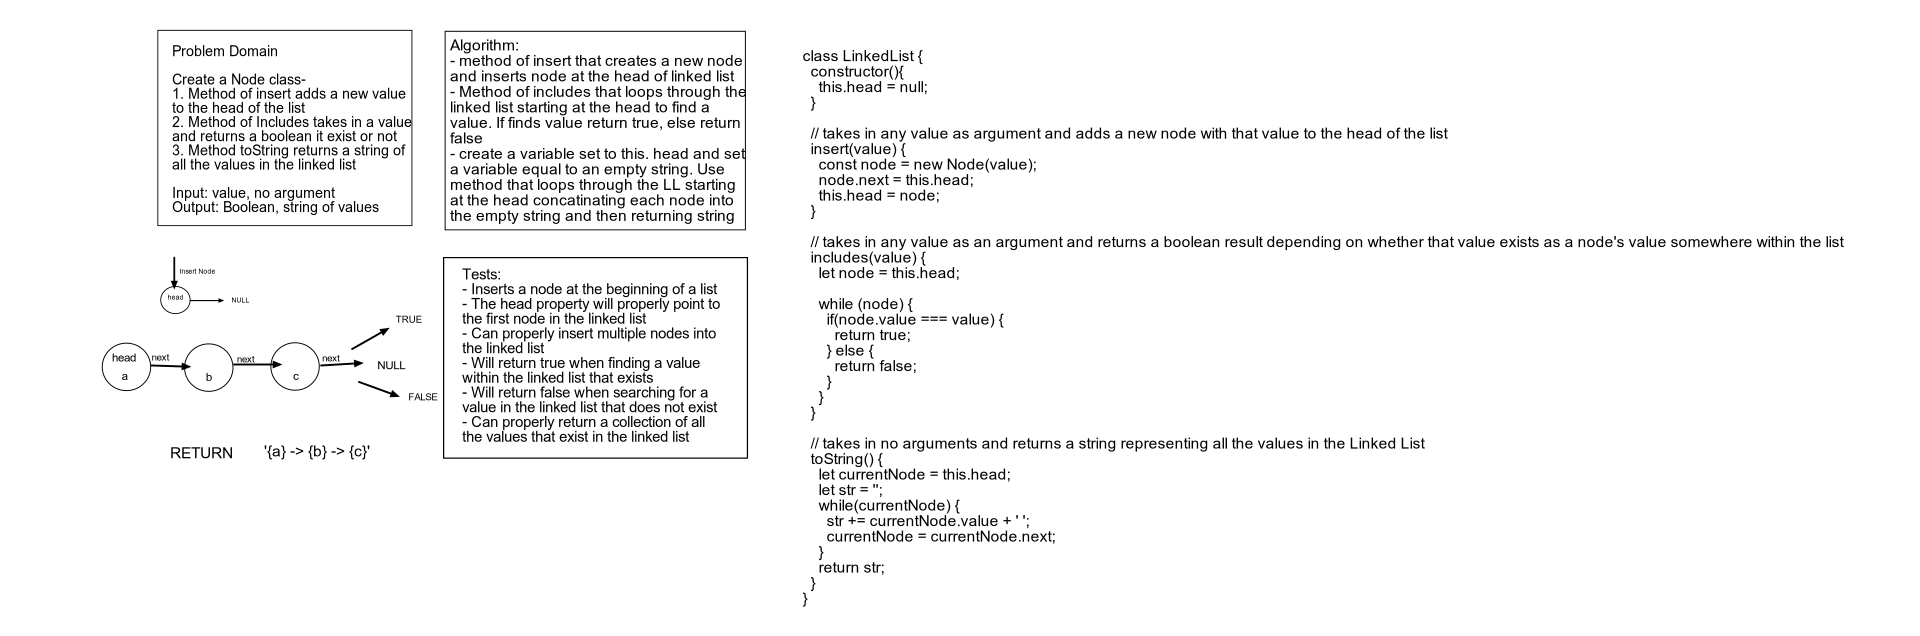 Problem Domain
Create a Node class-
1. Method of insert adds a new value
to the head of the list
2. Method of Includes takes in a value
and returns a boolean it exist or not
3. Method toString returns a string of
all the values in the linked list
Input: value, no argument
Output: Boolean, string of values
Algorithm:
- method of insert that creates a new node
and inserts node at the head of linked list
- Method of includes that loops through the
linked list starting at the head to find a
value. If finds value return true, else return
false
- create a variable set to this. head and set
a variable equal to an empty string. Use
method that loops through the LL starting
at the head concatinating each node into
the empty string and then returning string
Insert Node
head
NULL
TRUE
head
next
next
next
NULL
a
b
c
FALSE
RETURN '{a} -> {b} -> {c}'
Tests:
- Inserts a node at the beginning of a list
- The head property will properly point to
the first node in the linked list
- Can properly insert multiple nodes into
the linked list
- Will return true when finding a value
within the linked list that exists
- Will return false when searching for a
value in the linked list that does not exist
- Can properly return a collection of all
the values that exist in the linked list
class LinkedList {
constructor(){
this.head = null;
}
// takes in any value as argument and adds a new node with that value to the head of the list
insert(value) {
const node = new Node(value);
node.next = this.head;
this.head = node;
}
// takes in any value as an argument and returns a boolean result depending on whether that value exists as a node's value somewhere within the list
includes(value) {
let node = this.head;
while (node) {
if(node.value === value) {
return true;
} else {
return false;
}
}
}
// takes in no arguments and returns a string representing all the values in the Linked List
toString() {
let currentNode = this.head;
let str = '';
while(currentNode) {
str += currentNode.value + ' ';
currentNode = currentNode.next;
}
return str;
}
}